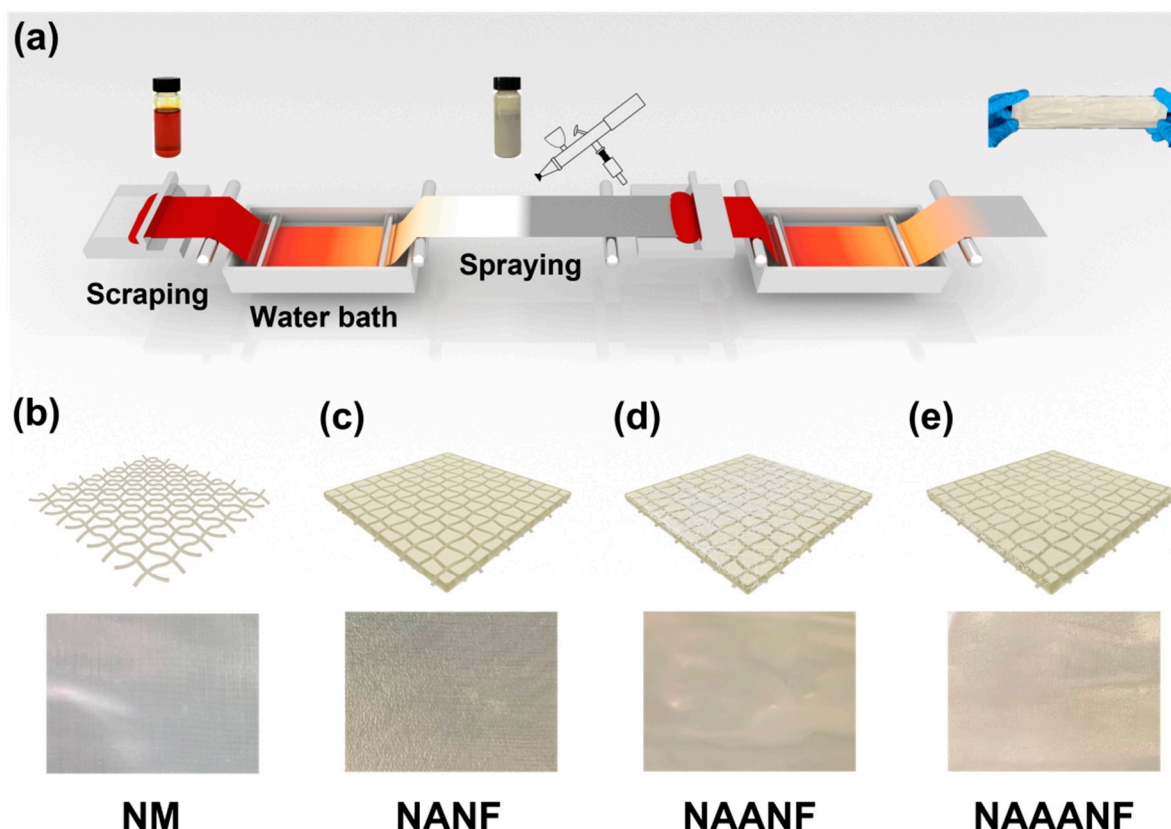 (a)
Scraping
Water bath
Spraying
(b)
(c)
(d)
(e)
NM
NANF
NAANF
NAAANF